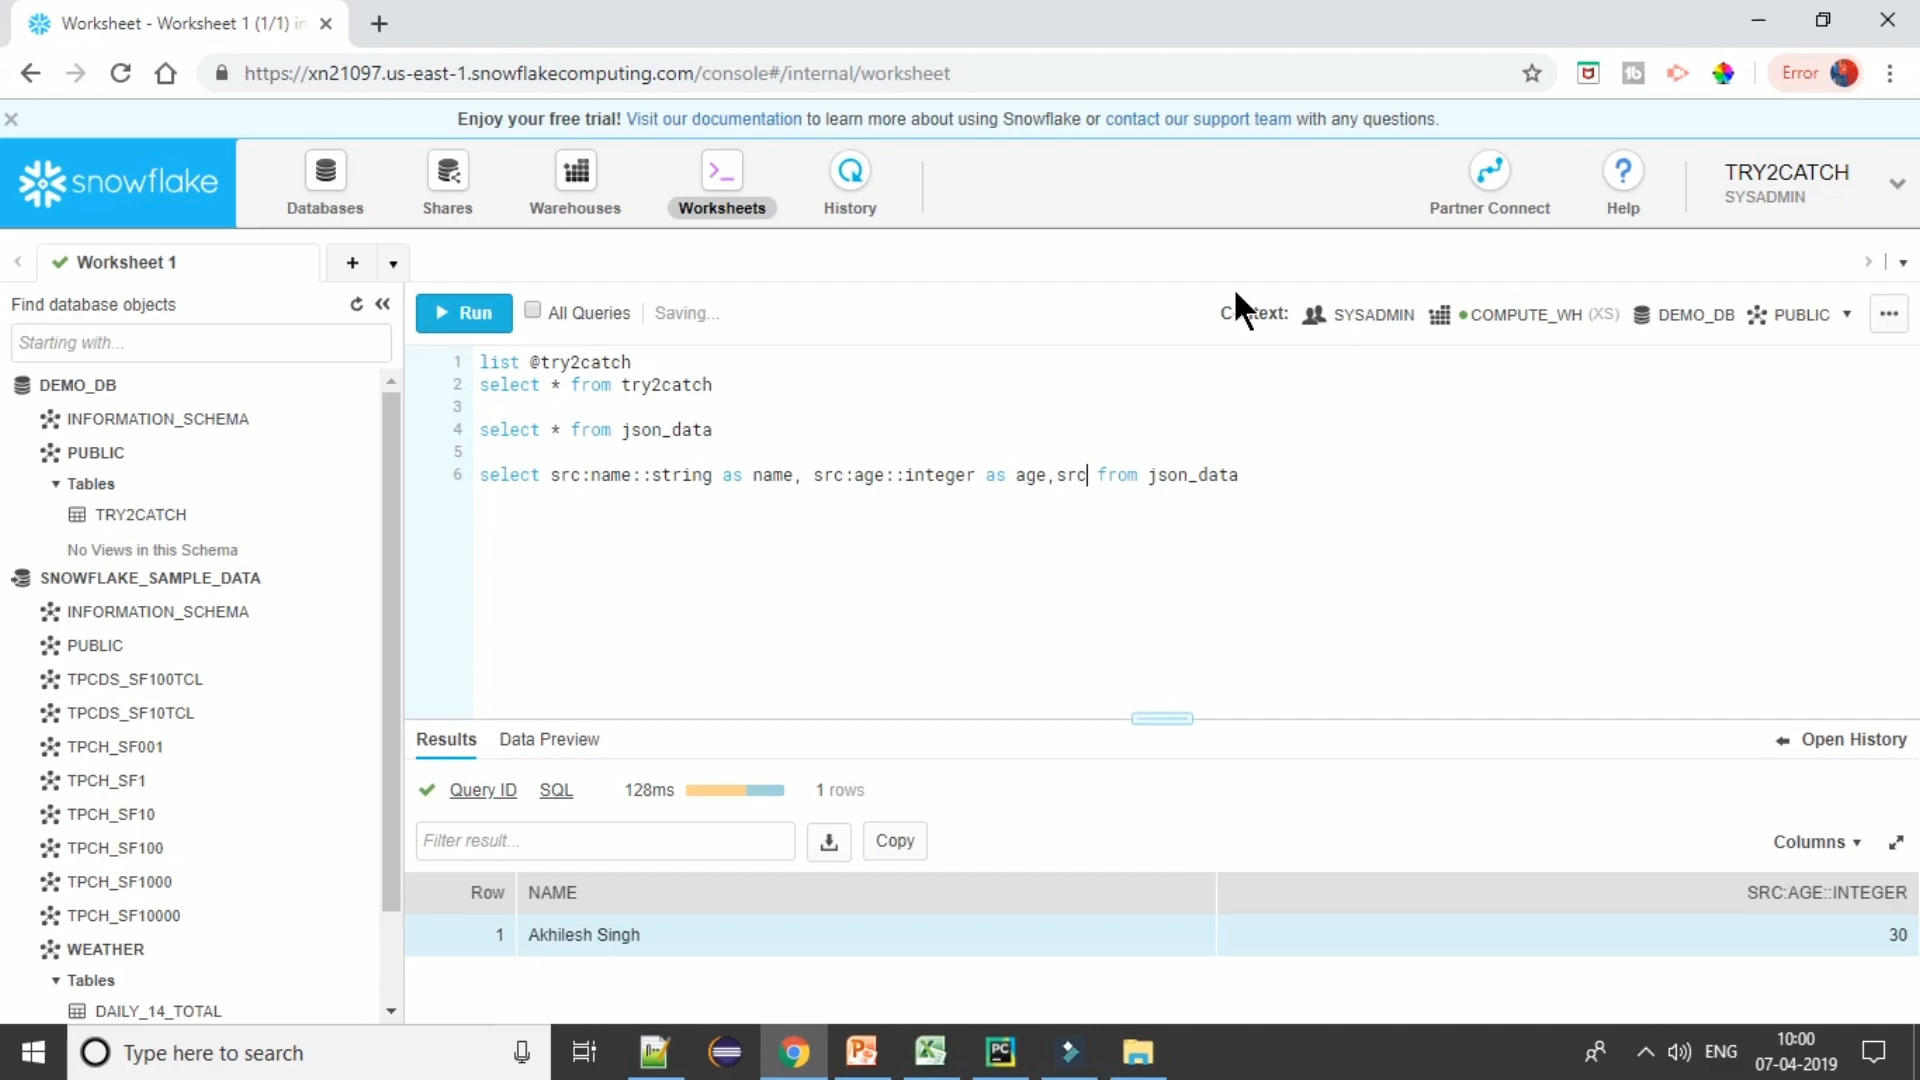 Worksheet - Worksheet 1 (1/1) in
https://xn21097.us-east-1.snowflakecomputing.com/console#/internal/worksheet
Error
Enjoy your free trial! Visit our documentation to learn more about using Snowflake or contact our support team with any questions.
snowflake
Databases
Shares
Warehouses
Worksheets
History
Partner Connect
Help
TRY2CATCH
SYSADMIN
Worksheet 1
Find database objects
Starting with...
DEMO_DB
INFORMATION_SCHEMA
PUBLIC
Tables
TRY2CATCH
No Views in this Schema
SNOWFLAKE_SAMPLE_DATA
INFORMATION_SCHEMA
PUBLIC
TPCDS_SF100TCL
TPCDS_SF10TCL
TPCH_SF001
TPCH_SF1
TPCH_SF10
TPCH_SF100
TPCH_SF1000
TPCH_SF10000
WEATHER
Tables
DAILY_14_TOTAL
Run
All Queries
Saving...
SYSADMIN
COMPUTE_WH (XS)
DEMO_DB
PUBLIC
1 list @try2catch
2 select * from try2catch
3
4 select * from json_data
5
6 select src:name::string as name, src:age::integer as age,src from json_data
Results
Data Preview
Open History
Query ID
SQL
128ms
1 rows
Filter result...
Copy
Columns
Row NAME SRC:AGE::INTEGER
1 Akhilesh Singh 30
Type here to search
ENG
10:00
07-04-2019